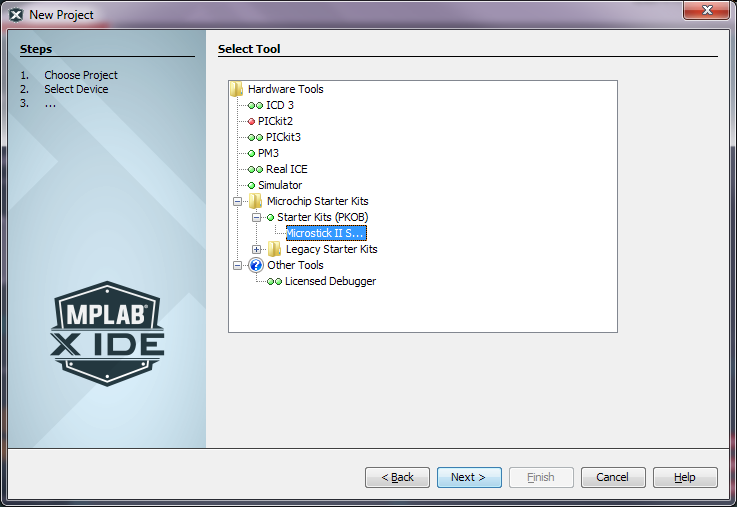 New Project
Steps
1. Choose Project
2. Select Device
3. ...
MPLAB
X IDE
Select Tool
Hardware Tools
ICD 3
PICkit2
PICkit3
PM3
Real ICE
Simulator
Microchip Starter Kits
Starter Kits (PKOB)
Microstick II S...
Legacy Starter Kits
Other Tools
Licensed Debugger
< Back
Next >
Finish
Cancel
Help